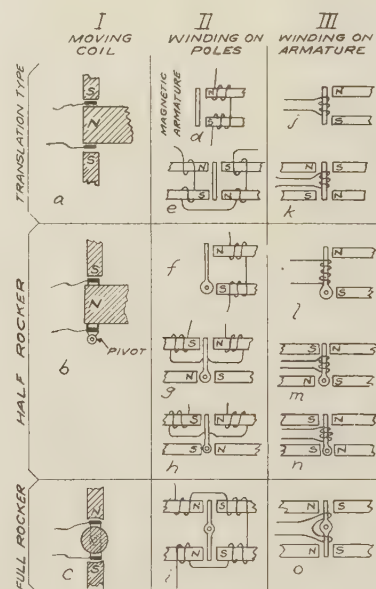 I
MOVING
COIL
II
WINDING ON
POLES
III
WINDING ON
ARMATURE
TRANSLATION TYPE
S
N
S
a
MAGNETIC
ARMATURE
N
S
d
N S
S N
e
N
S
j
N S
S N
k
HALF ROCKER
S
N
PIVOT
b
f
N
S
S N
N S
g
S N
S N
h
N
S
l
S N
N S
m
S N
n
FULL ROCKER
N
S
c
N S
N S
i
N S
N S
o